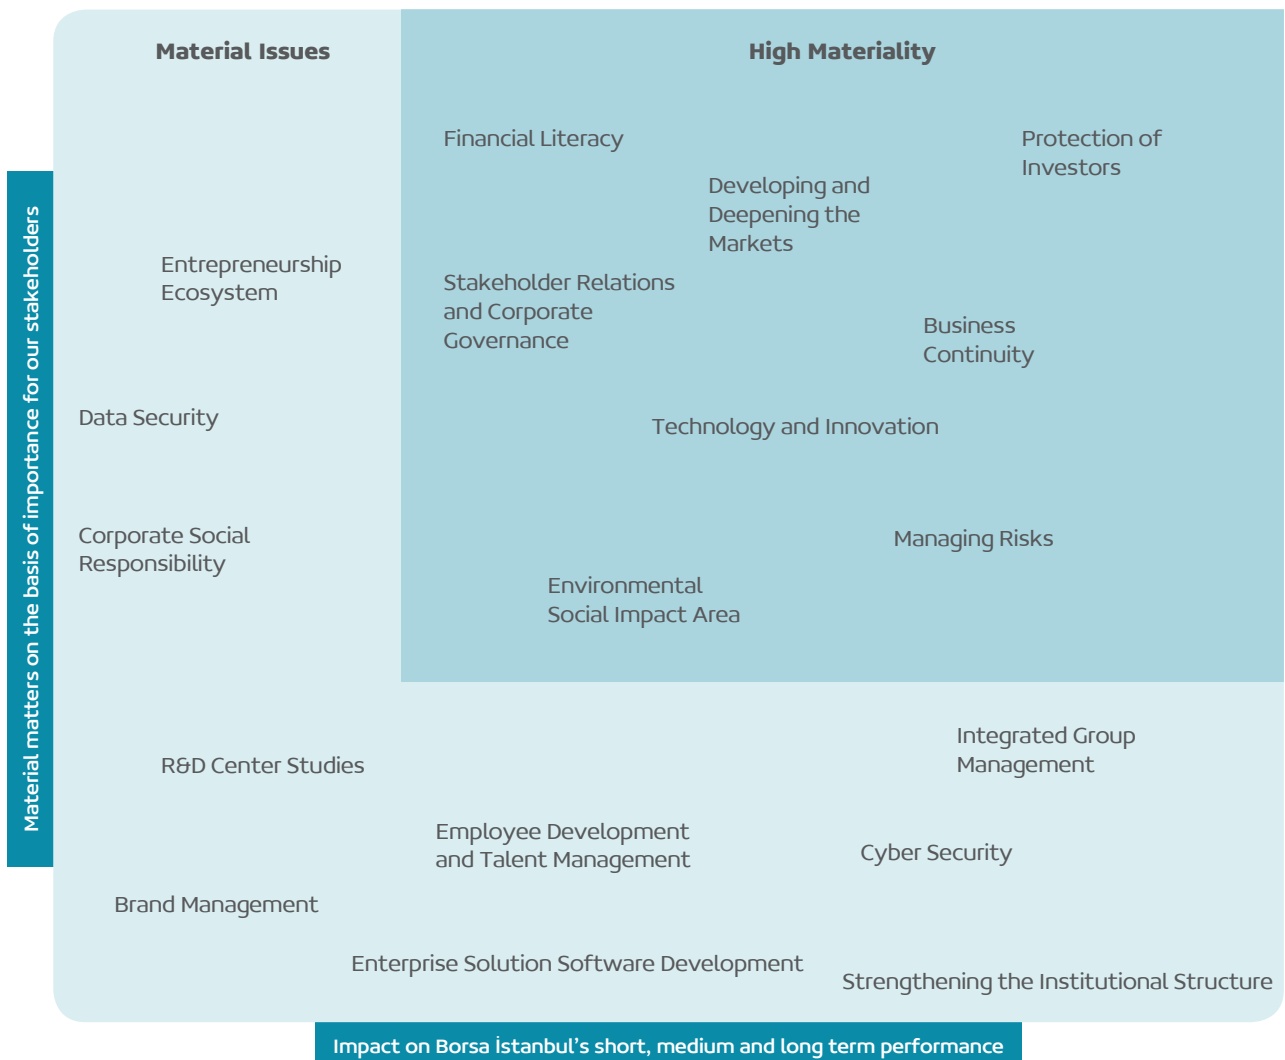 Material Issues
High Materiality
Financial Literacy
Protection of
Investors
Developing and
Deepening the
Markets
Entrepreneurship
Ecosystem
Stakeholder Relations
and Corporate
Governance
Business
Continuity
Data Security
Technology and Innovation
Corporate Social
Responsibility
Managing Risks
Environmental
Social Impact Area
Integrated Group
Management
R&D Center Studies
Employee Development
and Talent Management
Cyber Security
Brand Management
Enterprise Solution Software Development
Strengthening the Institutional Structure
Material matters on the basis of importance for our stakeholders
Impact on Borsa İstanbul's short, medium and long term performance